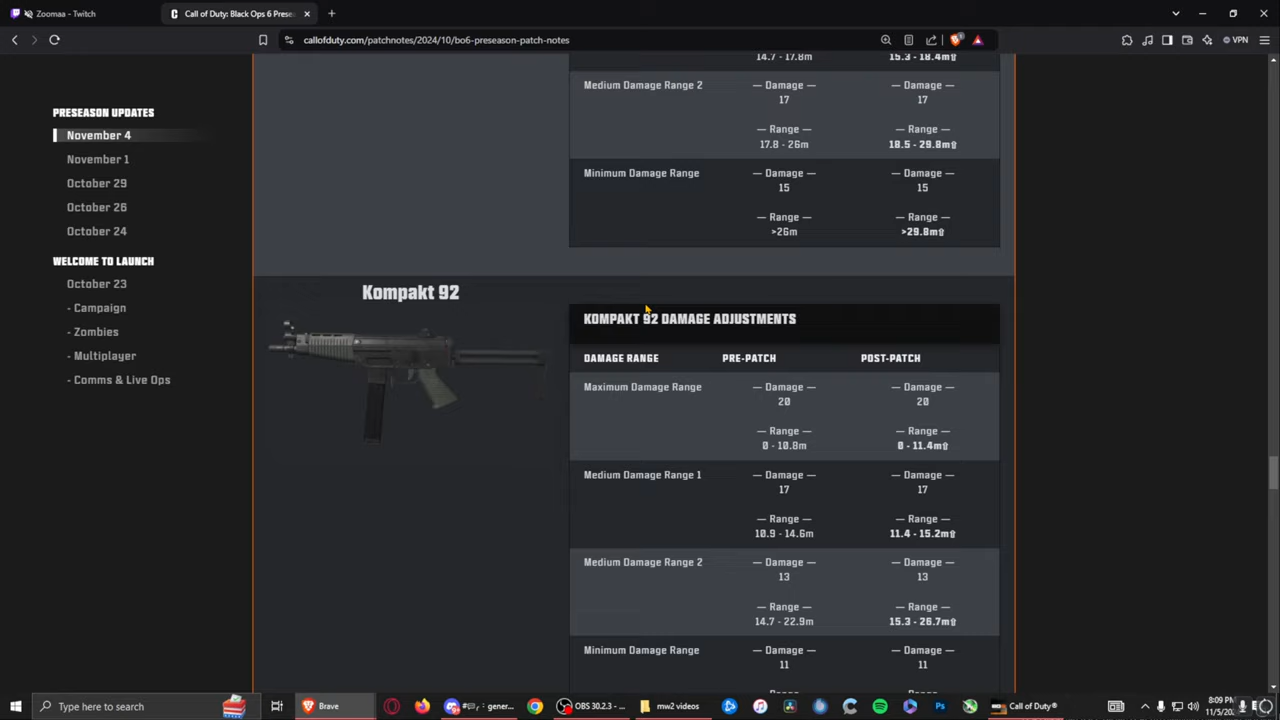 Zoomaa - Twitch
Call of Duty: Black Ops 6 Prese
callofduty.com/patchnotes/2024/10/bo6-preseason-patch-notes
VPN
PRESEASON UPDATES
November 4
November 1
October 29
October 26
October 24
WELCOME TO LAUNCH
October 23
- Campaign
- Zombies
- Multiplayer
- Comms & Live Ops
14.7 - 17.8m 15.3 - 18.4m⇧
Medium Damage Range 2 — Damage — — Damage —
17 17
— Range — — Range —
17.8 - 26m 18.5 - 29.8m⇧
Minimum Damage Range — Damage — — Damage —
15 15
— Range — — Range —
>26m >29.8m⇧
Kompakt 92
KOMPAKT 92 DAMAGE ADJUSTMENTS
DAMAGE RANGE PRE-PATCH POST-PATCH
Maximum Damage Range — Damage — — Damage —
20 20
— Range — — Range —
0 - 10.8m 0 - 11.4m⇧
Medium Damage Range 1 — Damage — — Damage —
17 17
— Range — — Range —
10.9 - 14.6m 11.4 - 15.2m⇧
Medium Damage Range 2 — Damage — — Damage —
13 13
— Range — — Range —
14.7 - 22.9m 15.3 - 26.7m⇧
Minimum Damage Range — Damage — — Damage —
11 11
Type here to search
Brave
gener...
OBS 30.2.3 - ...
mw2 videos
Call of Duty®
8:09 PM
11/5/20